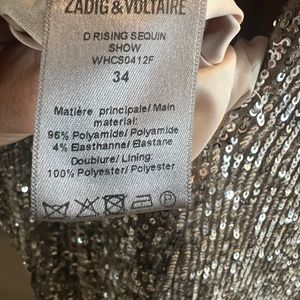 ZADIG & VOLTAIRE
D RISING SEQUIN
SHOW
WHCS0412F
34
Matière principale/ Main
material:
96% Polyamide/ Polyamide
4% Elasthanne/ Elastane
Doublure/ Lining:
100% Polyester/ Polyester